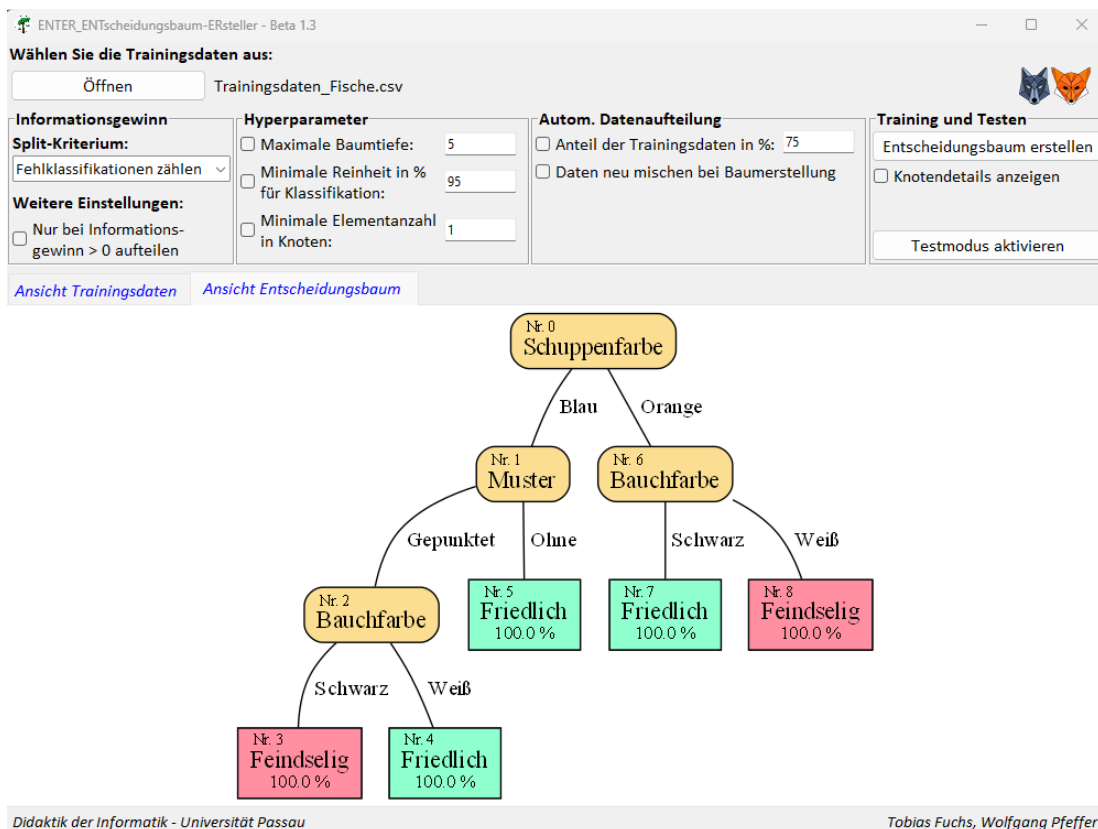 ENTER_ENTscheidungsbaum-ERsteller - Beta 1.3
Wählen Sie die Trainingsdaten aus:
Öffnen
Trainingsdaten_Fische.csv
Informationsgewinn
Split-Kriterium:
Fehlklassifikationen zählen
Weitere Einstellungen:
Nur bei Informations-
gewinn > 0 aufteilen
Hyperparameter
Maximale Baumtiefe: 5
Minimale Reinheit in %
für Klassifikation: 95
Minimale Elementanzahl
in Knoten: 1
Autom. Datenaufteilung
Anteil der Trainingsdaten in %: 75
Daten neu mischen bei Baumerstellung
Training und Testen
Entscheidungsbaum erstellen
Knotendetails anzeigen
Testmodus aktivieren
Ansicht Trainingsdaten
Ansicht Entscheidungsbaum
Nr. 0
Schuppenfarbe
Blau
Orange
Nr. 1
Muster
Nr. 6
Bauchfarbe
Gepunktet
Ohne
Schwarz
Weiß
Nr. 2
Bauchfarbe
Nr. 5
Friedlich
100.0 %
Nr. 7
Friedlich
100.0 %
Nr. 8
Feindselig
100.0 %
Schwarz
Weiß
Nr. 3
Feindselig
100.0 %
Nr. 4
Friedlich
100.0 %
Didaktik der Informatik - Universität Passau
Tobias Fuchs, Wolfgang Pfeffer